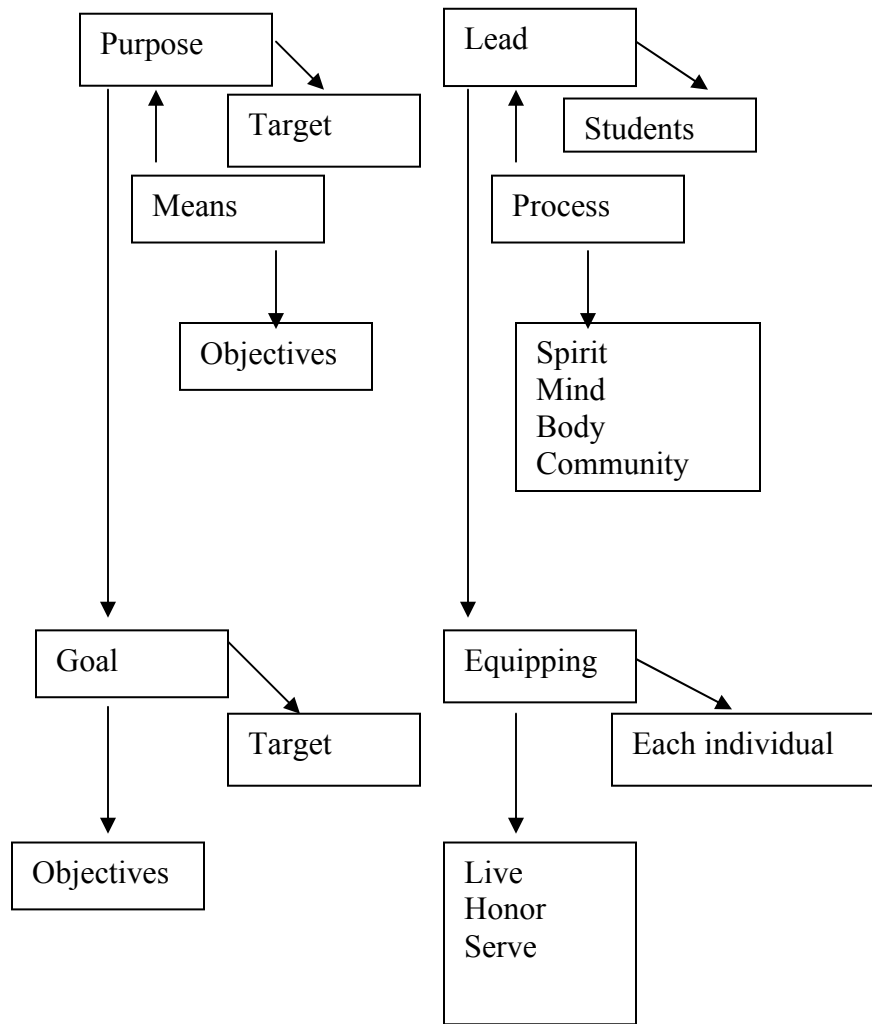 Purpose
Target
Means
Objectives
Goal
Target
Objectives
Lead
Students
Process
Spirit
Mind
Body
Community
Equipping
Each individual
Live
Honor
Serve